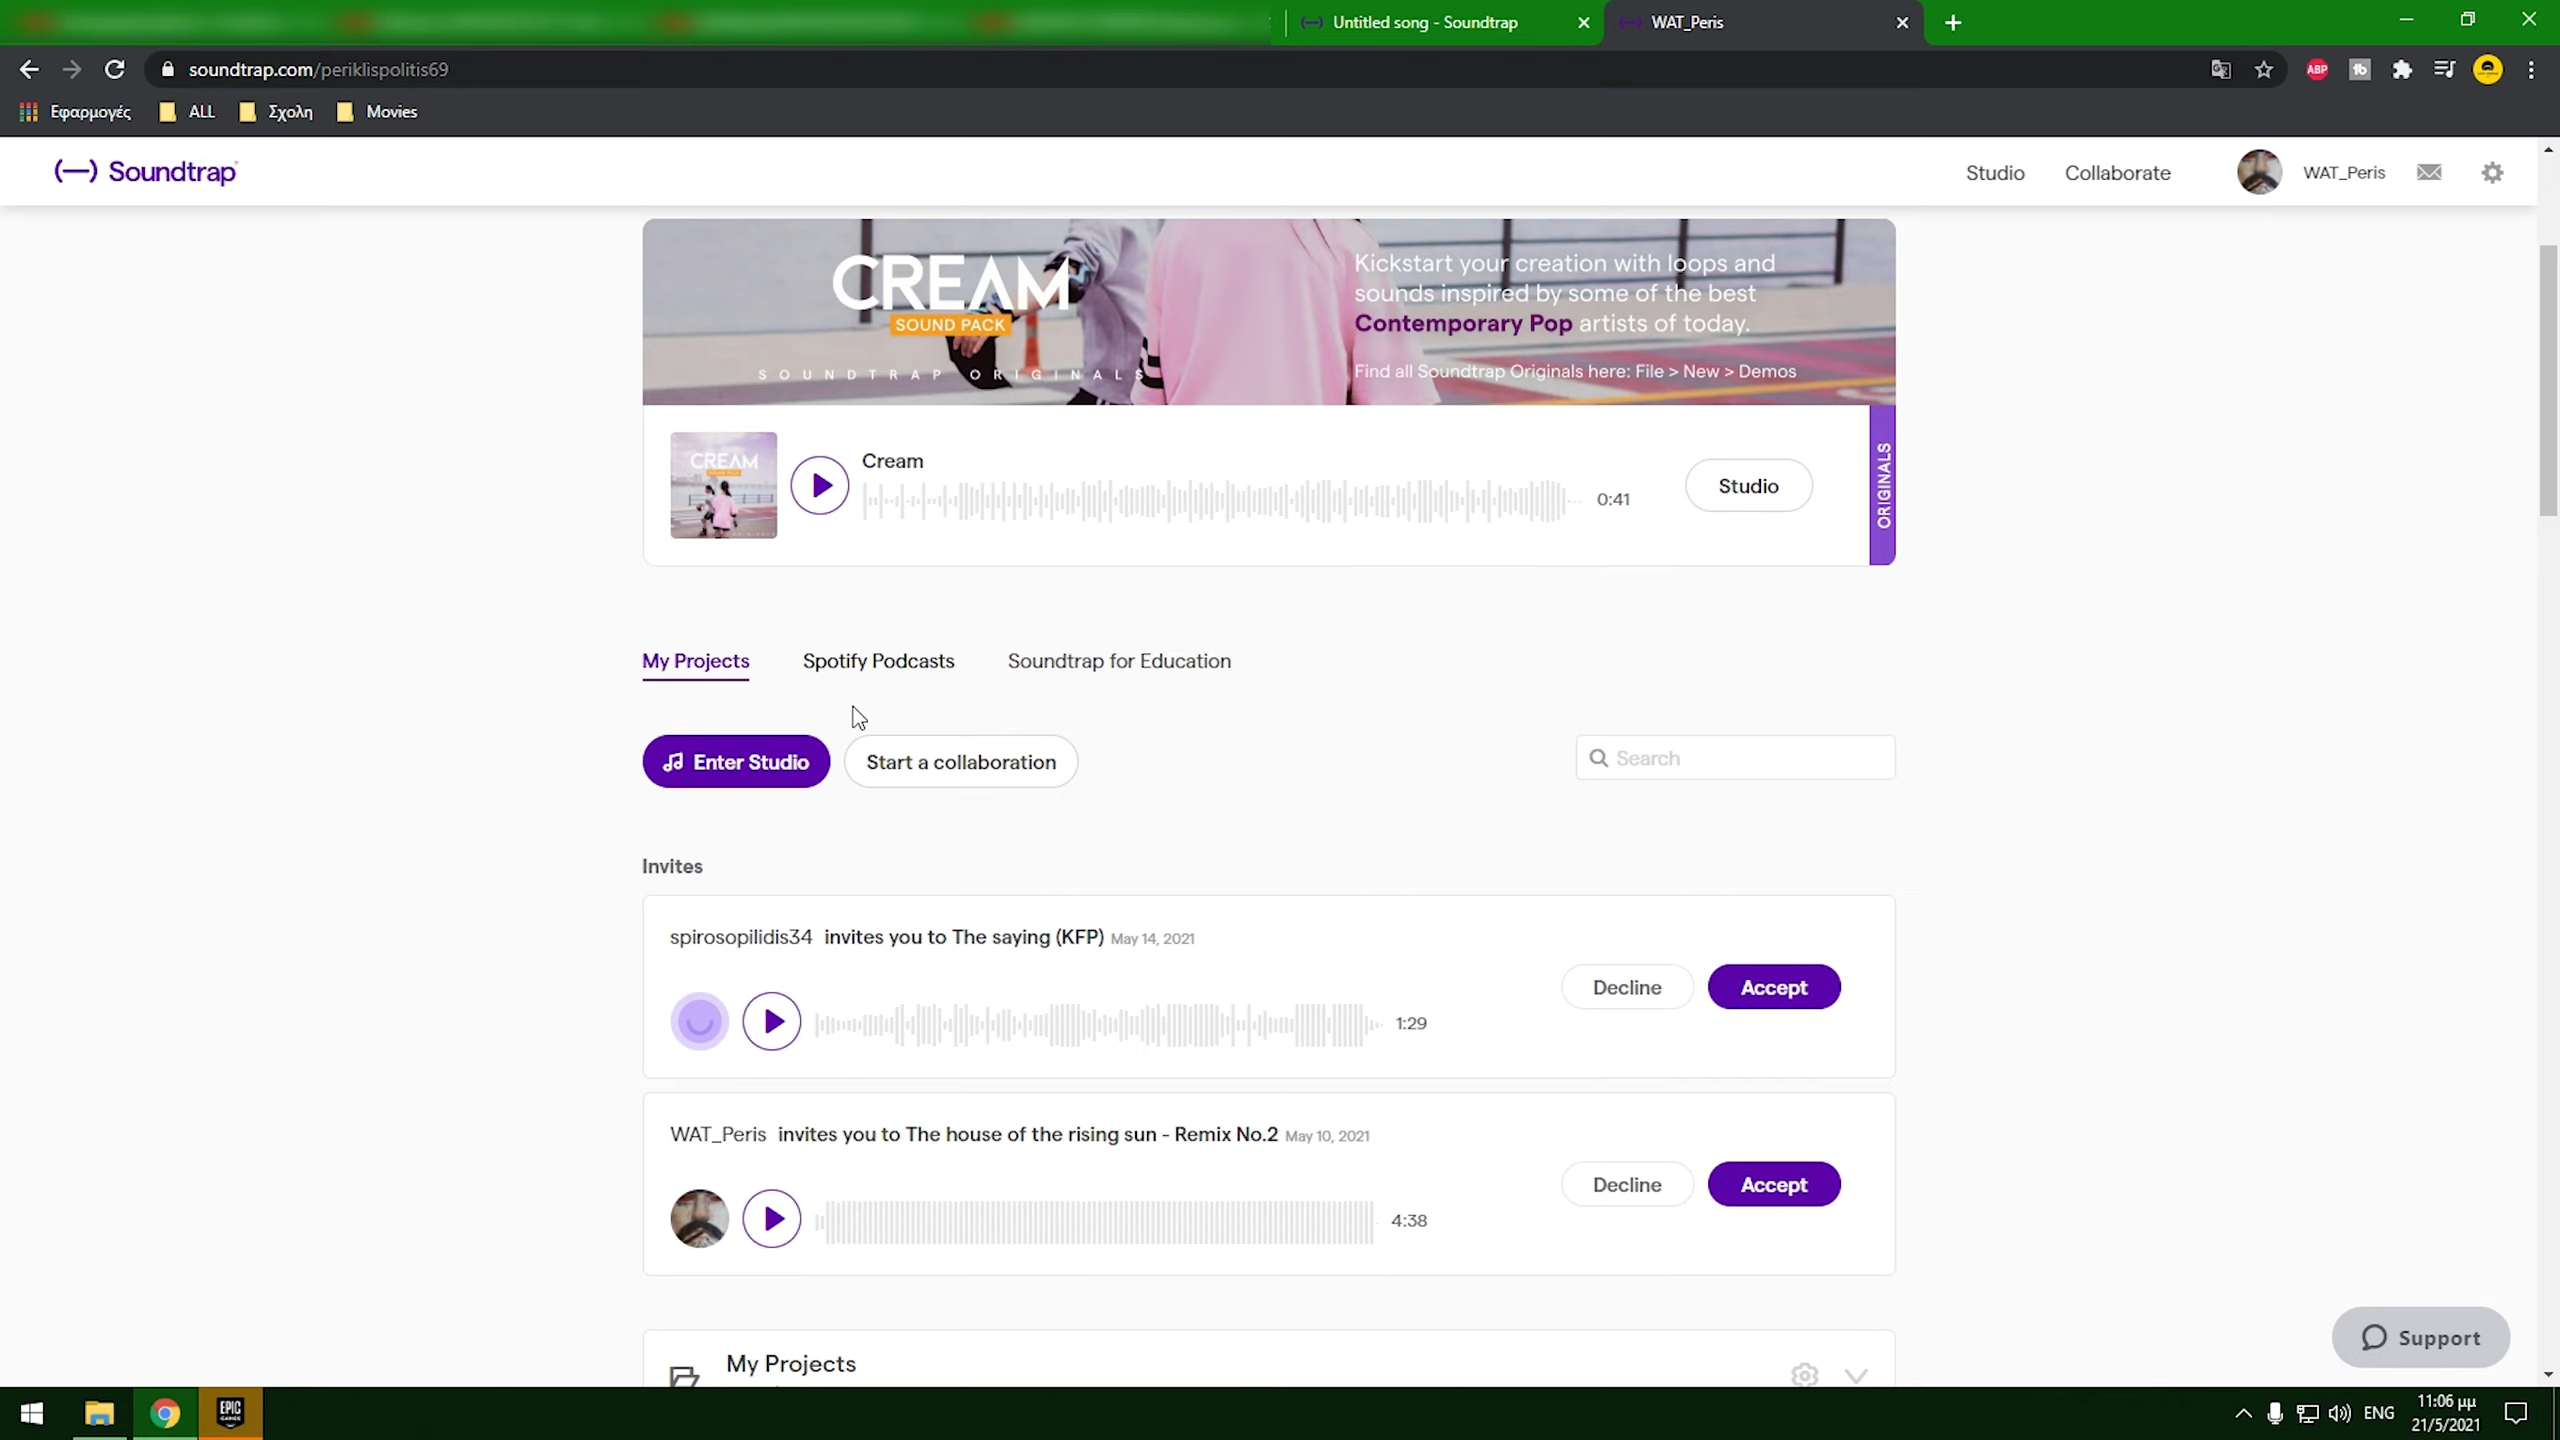 Untitled song - Soundtrap
WAT_Peris
soundtrap.com/periklispolitis69
ABP
Εφαρμογές
ALL
Σχολη
Movies
Soundtrap
Studio
Collaborate
WAT_Peris
CREAM
SOUND PACK
SOUNDTRAP ORIGINALS
Kickstart your creation with loops and
sounds inspired by some of the best
Contemporary Pop artists of today.
Find all Soundtrap Originals here: File > New > Demos
CREAM
Cream
0:41
Studio
ORIGINALS
My Projects
Spotify Podcasts
Soundtrap for Education
Enter Studio
Start a collaboration
Search
Invites
spirosopilidis34 invites you to The saying (KFP) May 14, 2021
1:29
Decline
Accept
WAT_Peris invites you to The house of the rising sun - Remix No.2 May 10, 2021
4:38
Decline
Accept
My Projects
Support
EPIC
GAMES
ENG
11:06 μμ
21/5/2021